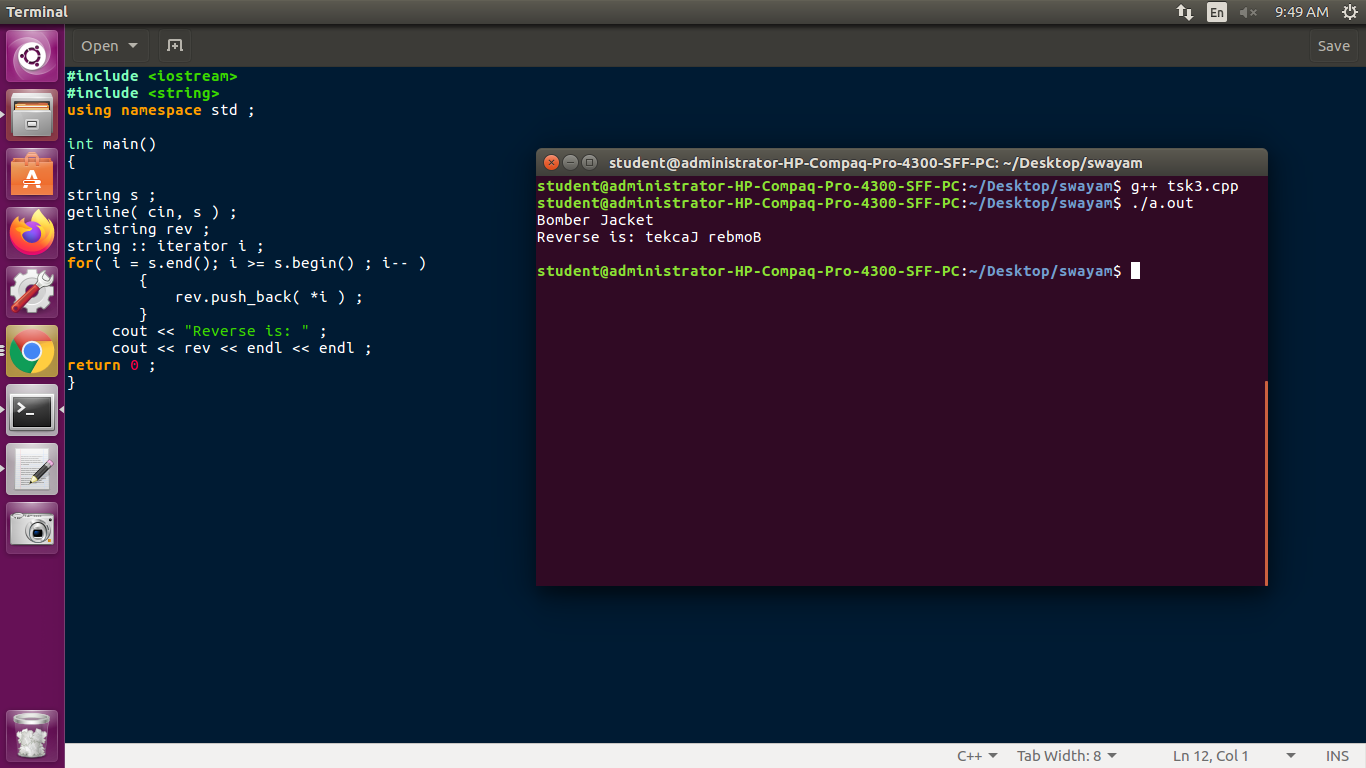 Terminal
En
9:49 AM
Open
Save
#include <iostream>
#include <string>
using namespace std ;
int main()
{
string s ;
getline( cin, s ) ;
    string rev ;
string :: iterator i ;
for( i = s.end(); i >= s.begin() ; i-- )
        {
            rev.push_back( *i ) ;
        }
     cout << "Reverse is: " ;
     cout << rev << endl << endl ;
return 0 ;
}
student@administrator-HP-Compaq-Pro-4300-SFF-PC: ~/Desktop/swayam
student@administrator-HP-Compaq-Pro-4300-SFF-PC:~/Desktop/swayam$ g++ tsk3.cpp
student@administrator-HP-Compaq-Pro-4300-SFF-PC:~/Desktop/swayam$ ./a.out
Bomber Jacket
Reverse is: tekcaJ rebmoB
student@administrator-HP-Compaq-Pro-4300-SFF-PC:~/Desktop/swayam$
C++
Tab Width: 8
Ln 12, Col 1
INS